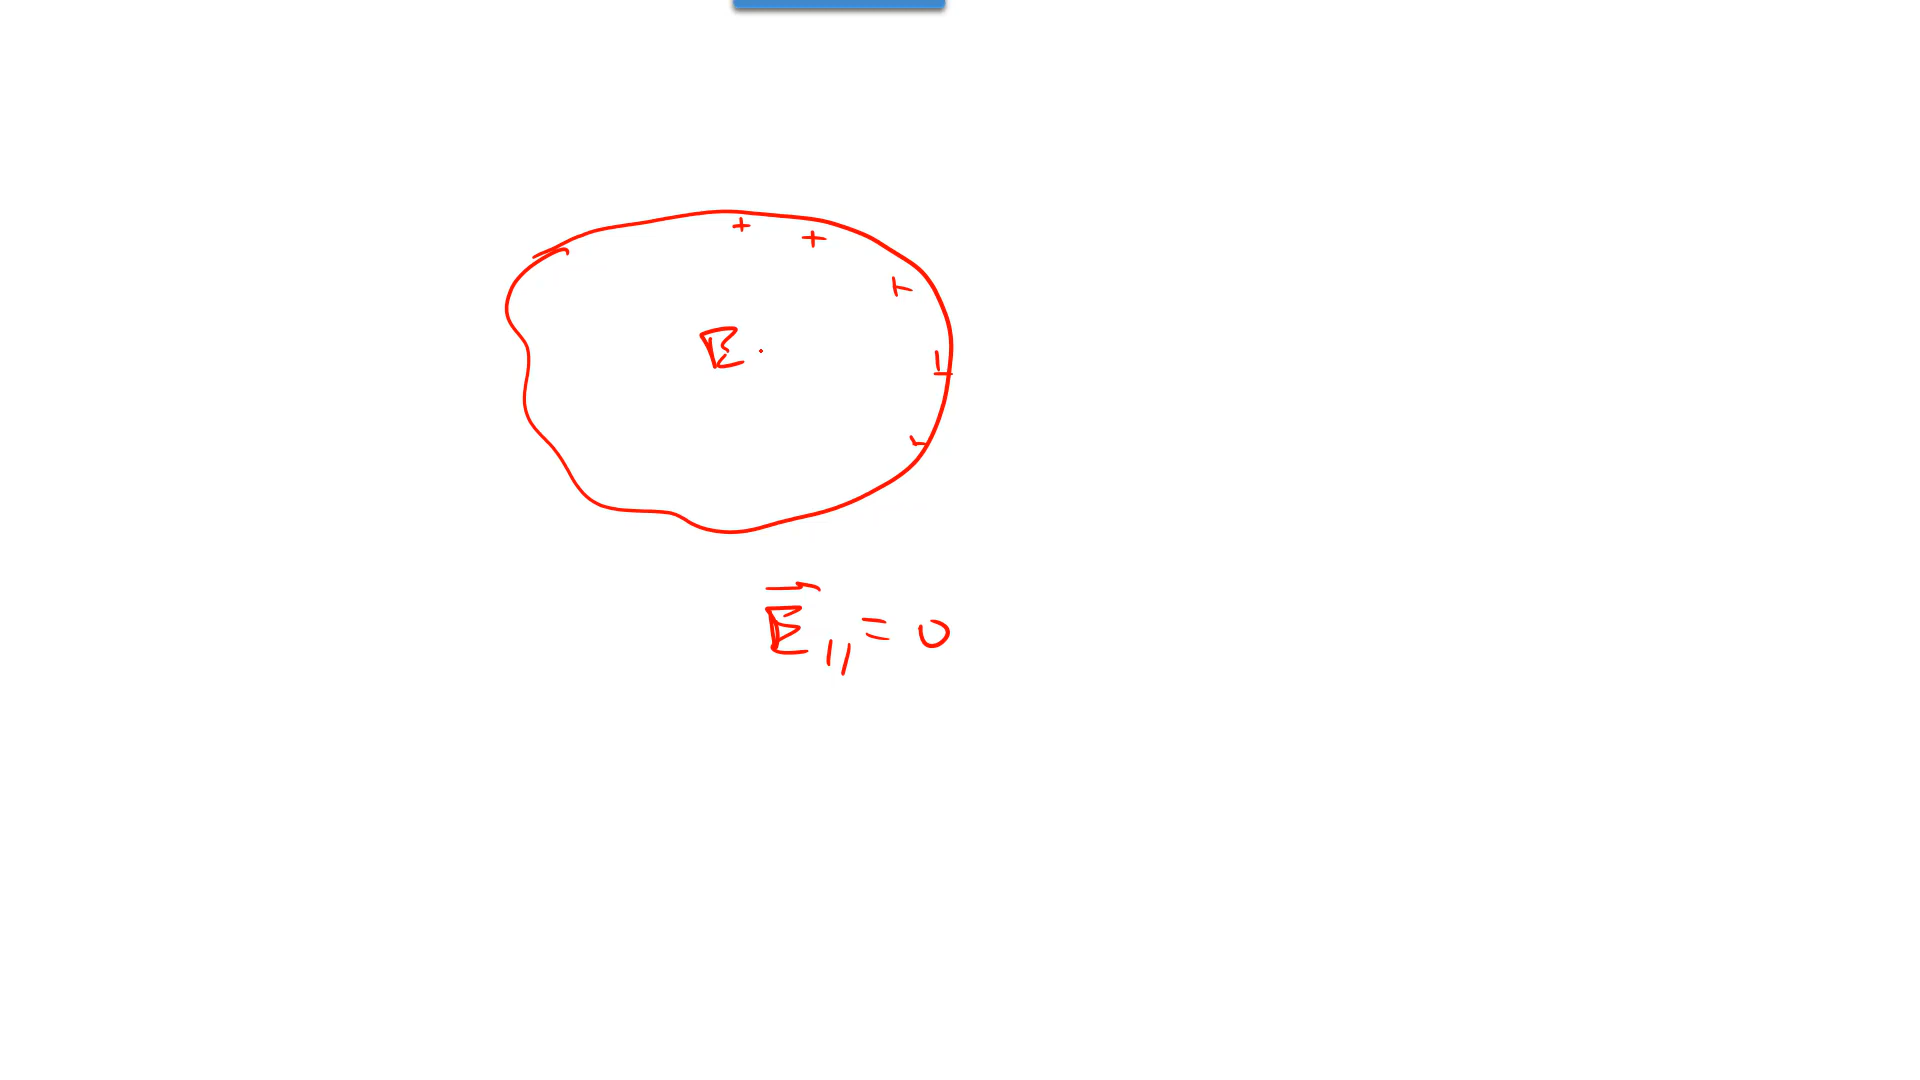 + +
+
+
E
E⃗ ∥ = 0